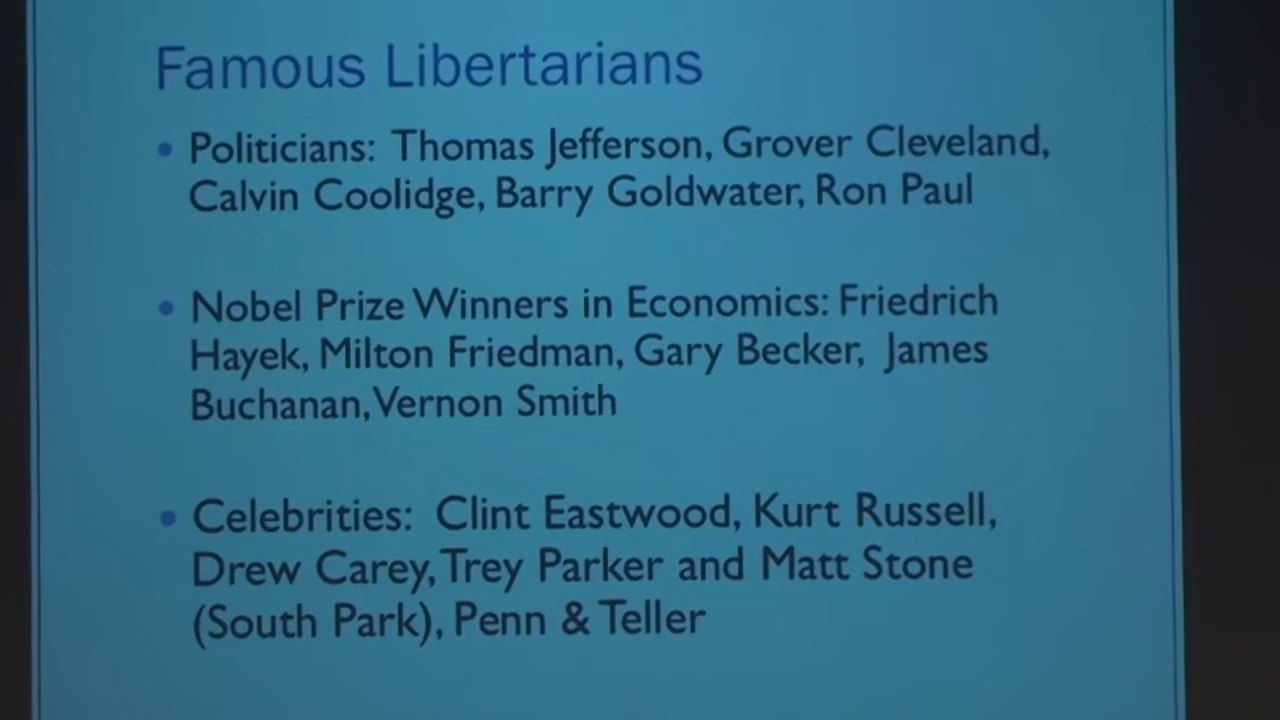 Famous Libertarians
• Politicians: Thomas Jefferson, Grover Cleveland,
Calvin Coolidge, Barry Goldwater, Ron Paul
• Nobel Prize Winners in Economics: Friedrich
Hayek, Milton Friedman, Gary Becker, James
Buchanan, Vernon Smith
• Celebrities: Clint Eastwood, Kurt Russell,
Drew Carey, Trey Parker and Matt Stone
(South Park), Penn & Teller